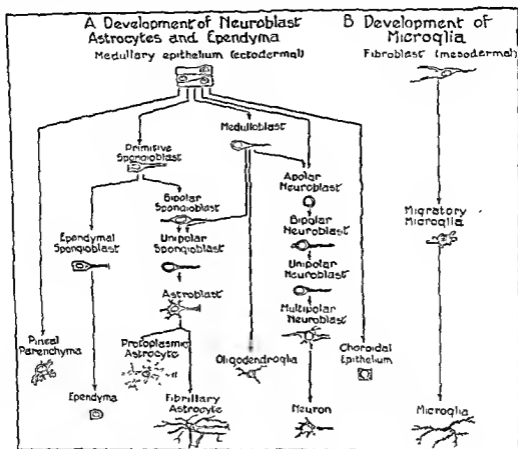 A Development of Neuroblast
Astrocytes and Ependyma
Medullary epithelium (ectodermal)
B Development of
Microglia
Fibroblast (mesodermal)
Medulloblast
Primitive
Spongioblast
Apolar
Neuroblast
Bipolar
Spongioblast
Migratory
Microglia
Bipolar
Neuroblast
Ependymal
Spongioblast
Unipolar
Spongioblast
Unipolar
Neuroblast
Astroblast
Multipolar
Neuroblast
Pineal
Parenchyma
Protoplasmic
Astrocyte
Oligodendroglia
Choroidal
Epithelium
Ependyma
Fibrillary
Astrocyte
Neuron
Microglia